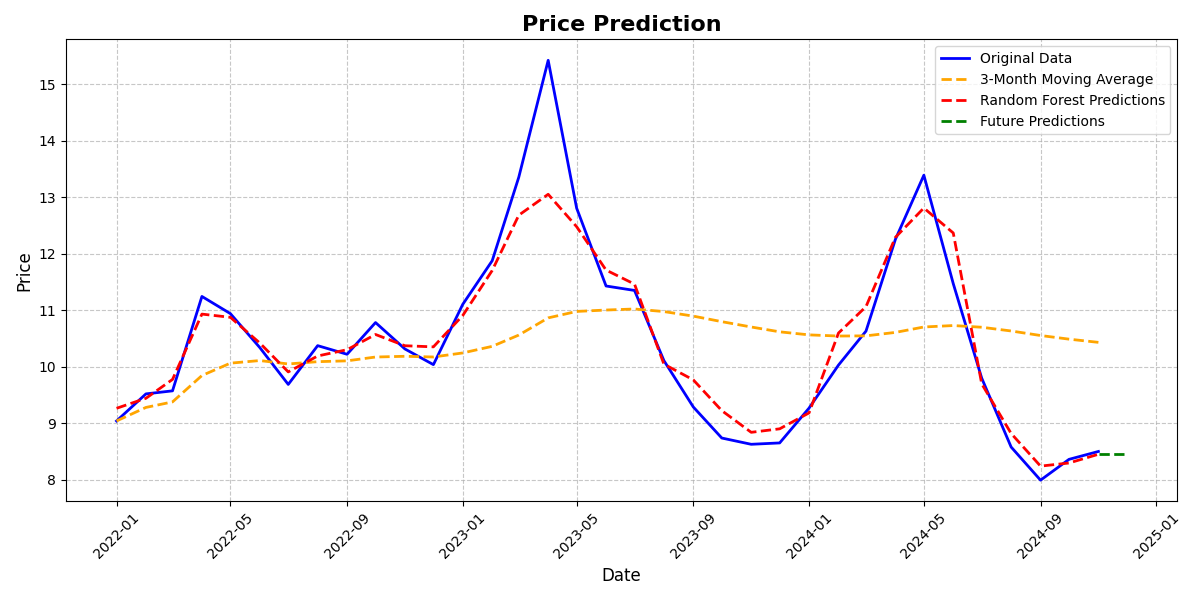 Price Prediction
Original Data
3-Month Moving Average
Random Forest Predictions
Future Predictions
Price
15
14
13
12
11
10
9
8
2022-01
2022-05
2022-09
2023-01
2023-05
2023-09
2024-01
2024-05
2024-09
2025-01
Date